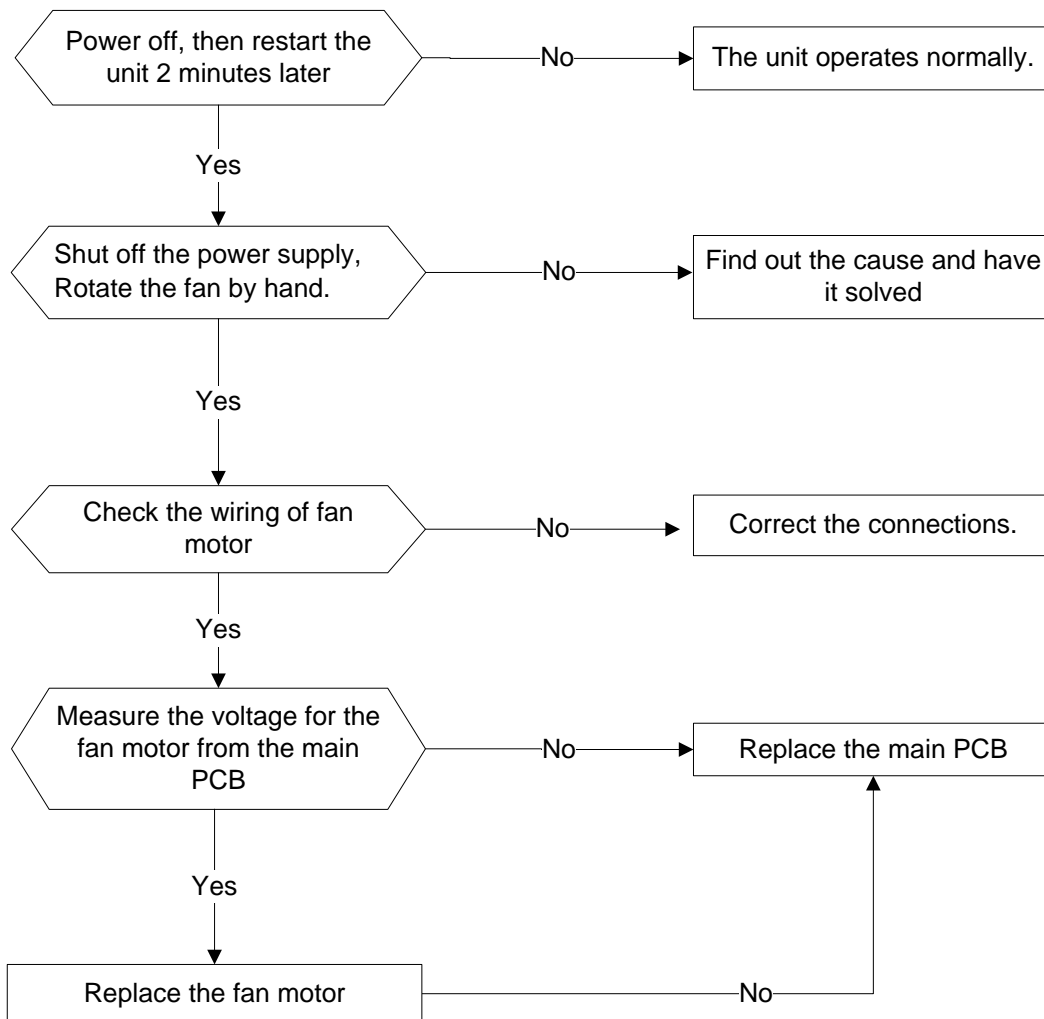 Power off, then restart the
unit 2 minutes later
No
The unit operates normally.
Yes
Shut off the power supply,
Rotate the fan by hand.
No
Find out the cause and have
it solved
Yes
Check the wiring of fan
motor
No
Correct the connections.
Yes
Measure the voltage for the
fan motor from the main
PCB
No
Replace the main PCB
Yes
Replace the fan motor
No